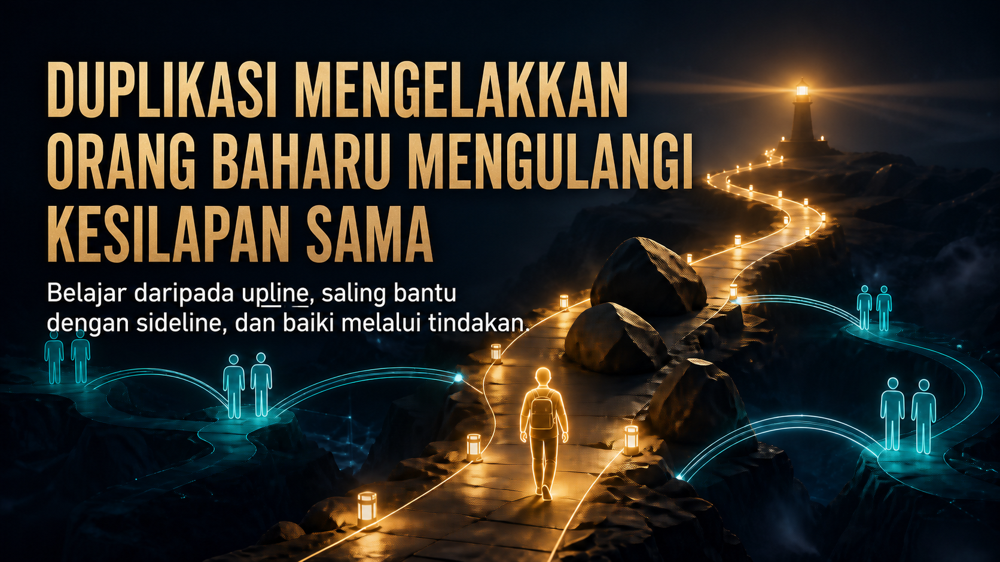 DUPLIKASI MENGELAKKAN
ORANG BAHARU MENGULANGI
KESILAPAN SAMA
Belajar daripada upline, saling bantu
dengan sideline, dan baiki melalui tindakan.